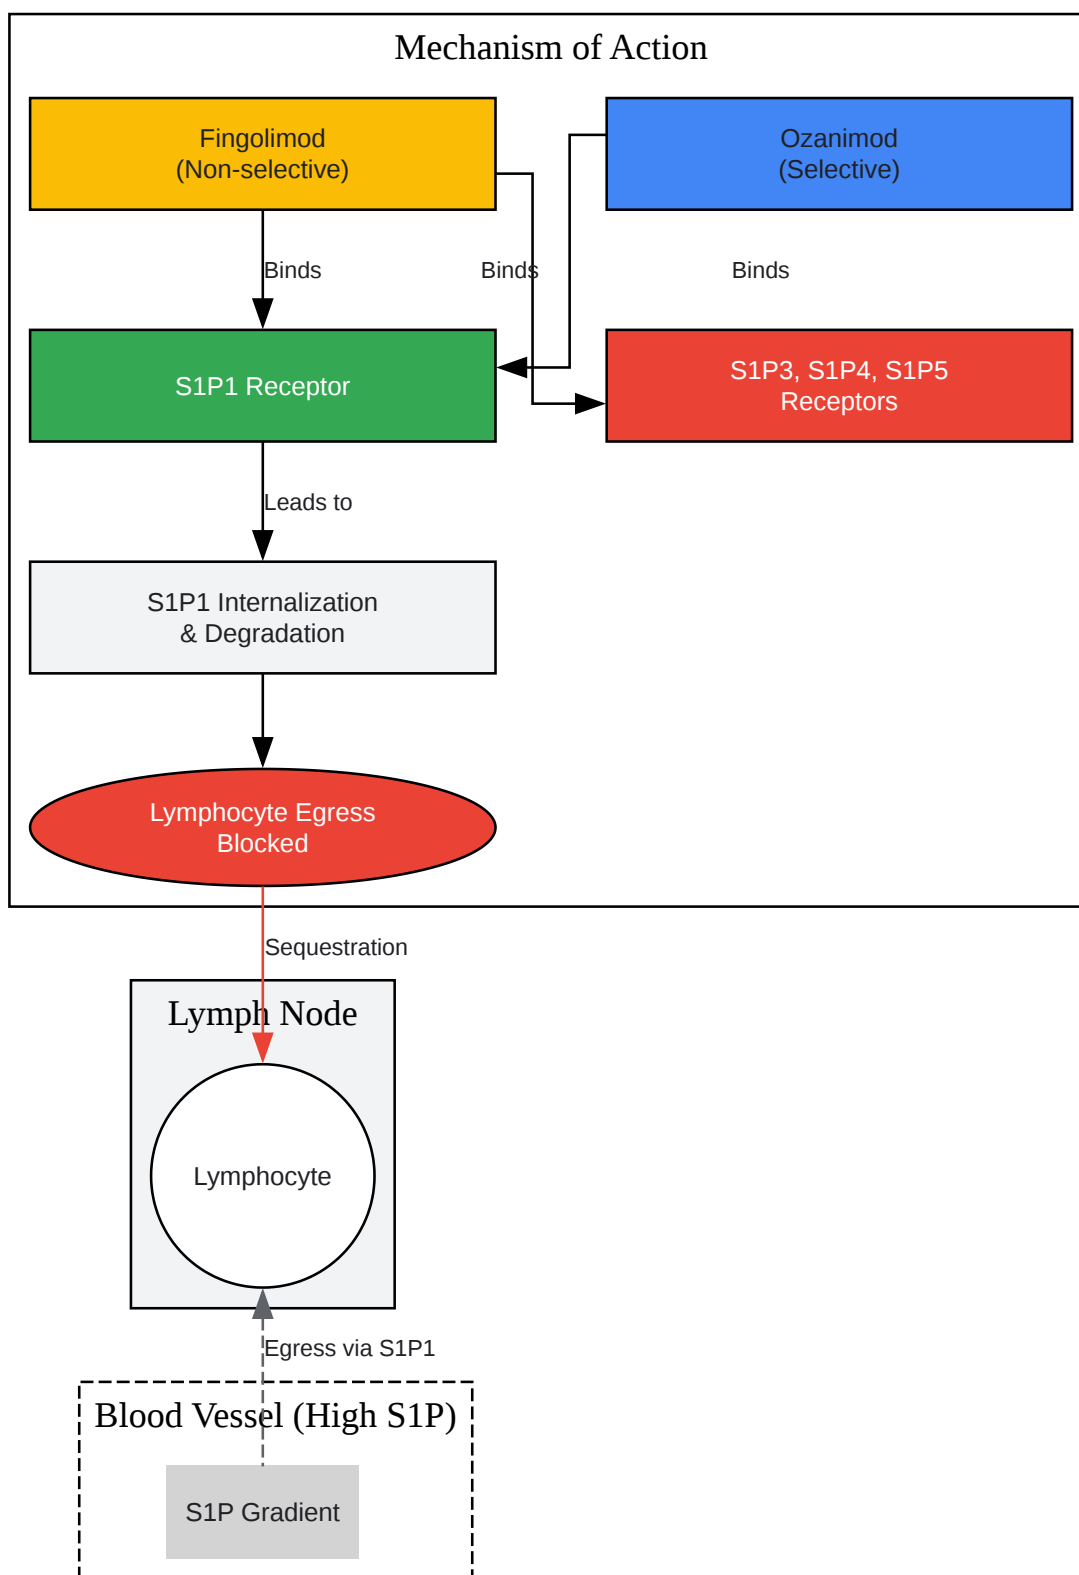 Mechanism of Action
Fingolimod
(Non-selective)
Ozanimod
(Selective)
Binds
Binds
Binds
S1P1 Receptor
S1P3, S1P4, S1P5
Receptors
Leads to
S1P1 Internalization
& Degradation
Lymphocyte Egress
Blocked
Sequestration
Lymph Node
Lymphocyte
Egress via S1P1
Blood Vessel (High S1P)
S1P Gradient